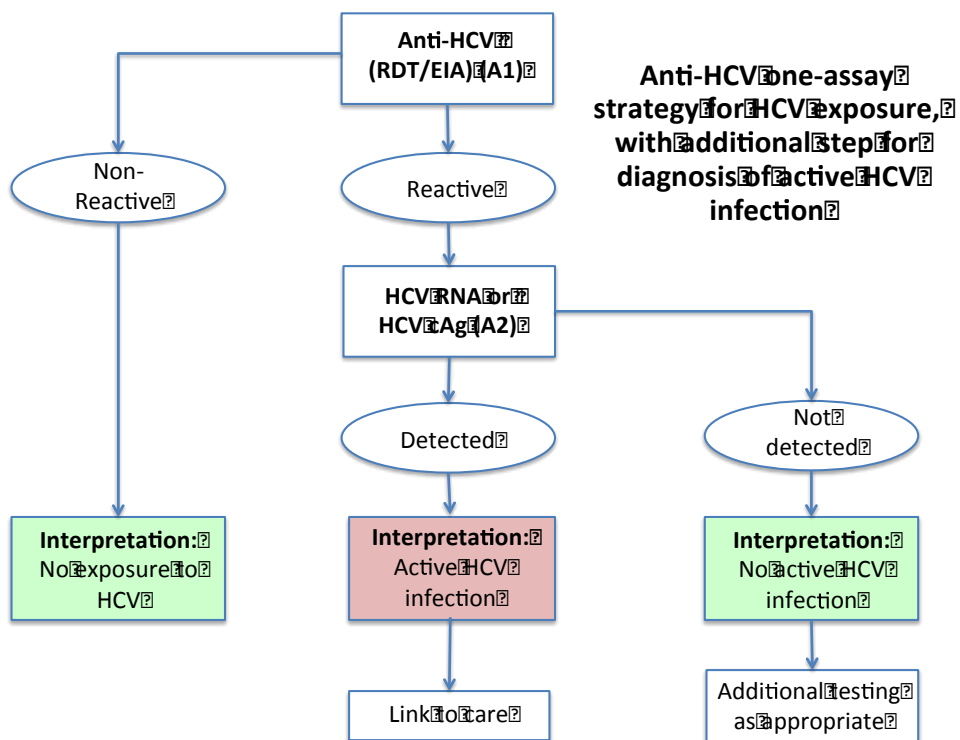 Anti-HCV
(RDT/EIA) (A1)
Anti-HCV one-assay
strategy for HCV exposure,
with additional step for
diagnosis of active HCV
infection
Non-
Reactive
Reactive
HCV RNA or
HCV cAg (A2)
Detected
Not
detected
Interpretation:
No exposure to
HCV
Interpretation:
Active HCV
infection
Interpretation:
No active HCV
infection
Link to care
Additional testing
as appropriate